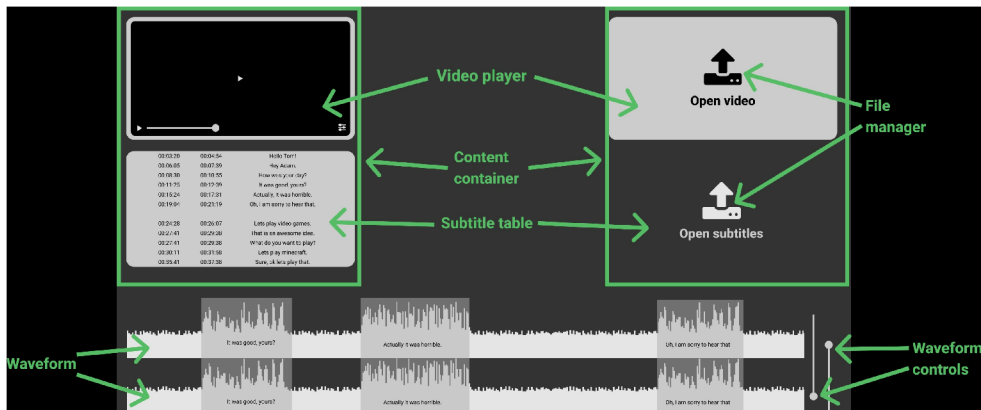 Video player
Open video
File
manager
Content
container
00:03:20 00:04:54 Hello Tom!
00:06:05 00:07:39 Hey Adam.
00:08:30 00:10:55 How was your day?
00:11:25 00:12:39 It was good, yours?
00:15:24 00:17:31 Actually, it was horrible.
00:19:04 00:21:19 Oh, I am sorry to hear that.
00:24:28 00:26:07 Lets play video games.
00:27:41 00:29:38 That is an awesome idea.
00:27:41 00:29:38 What do you want to play?
00:30:11 00:31:58 Lets play minecraft.
00:35:41 00:37:38 Sure, ok lets play that.
Subtitle table
Open subtitles
It was good, yours?
Actually it was horrible.
Oh, I am sorry to hear that
Waveform
Waveform
controls
It was good, yours?
Actually it was horrible.
Oh, I am sorry to hear that